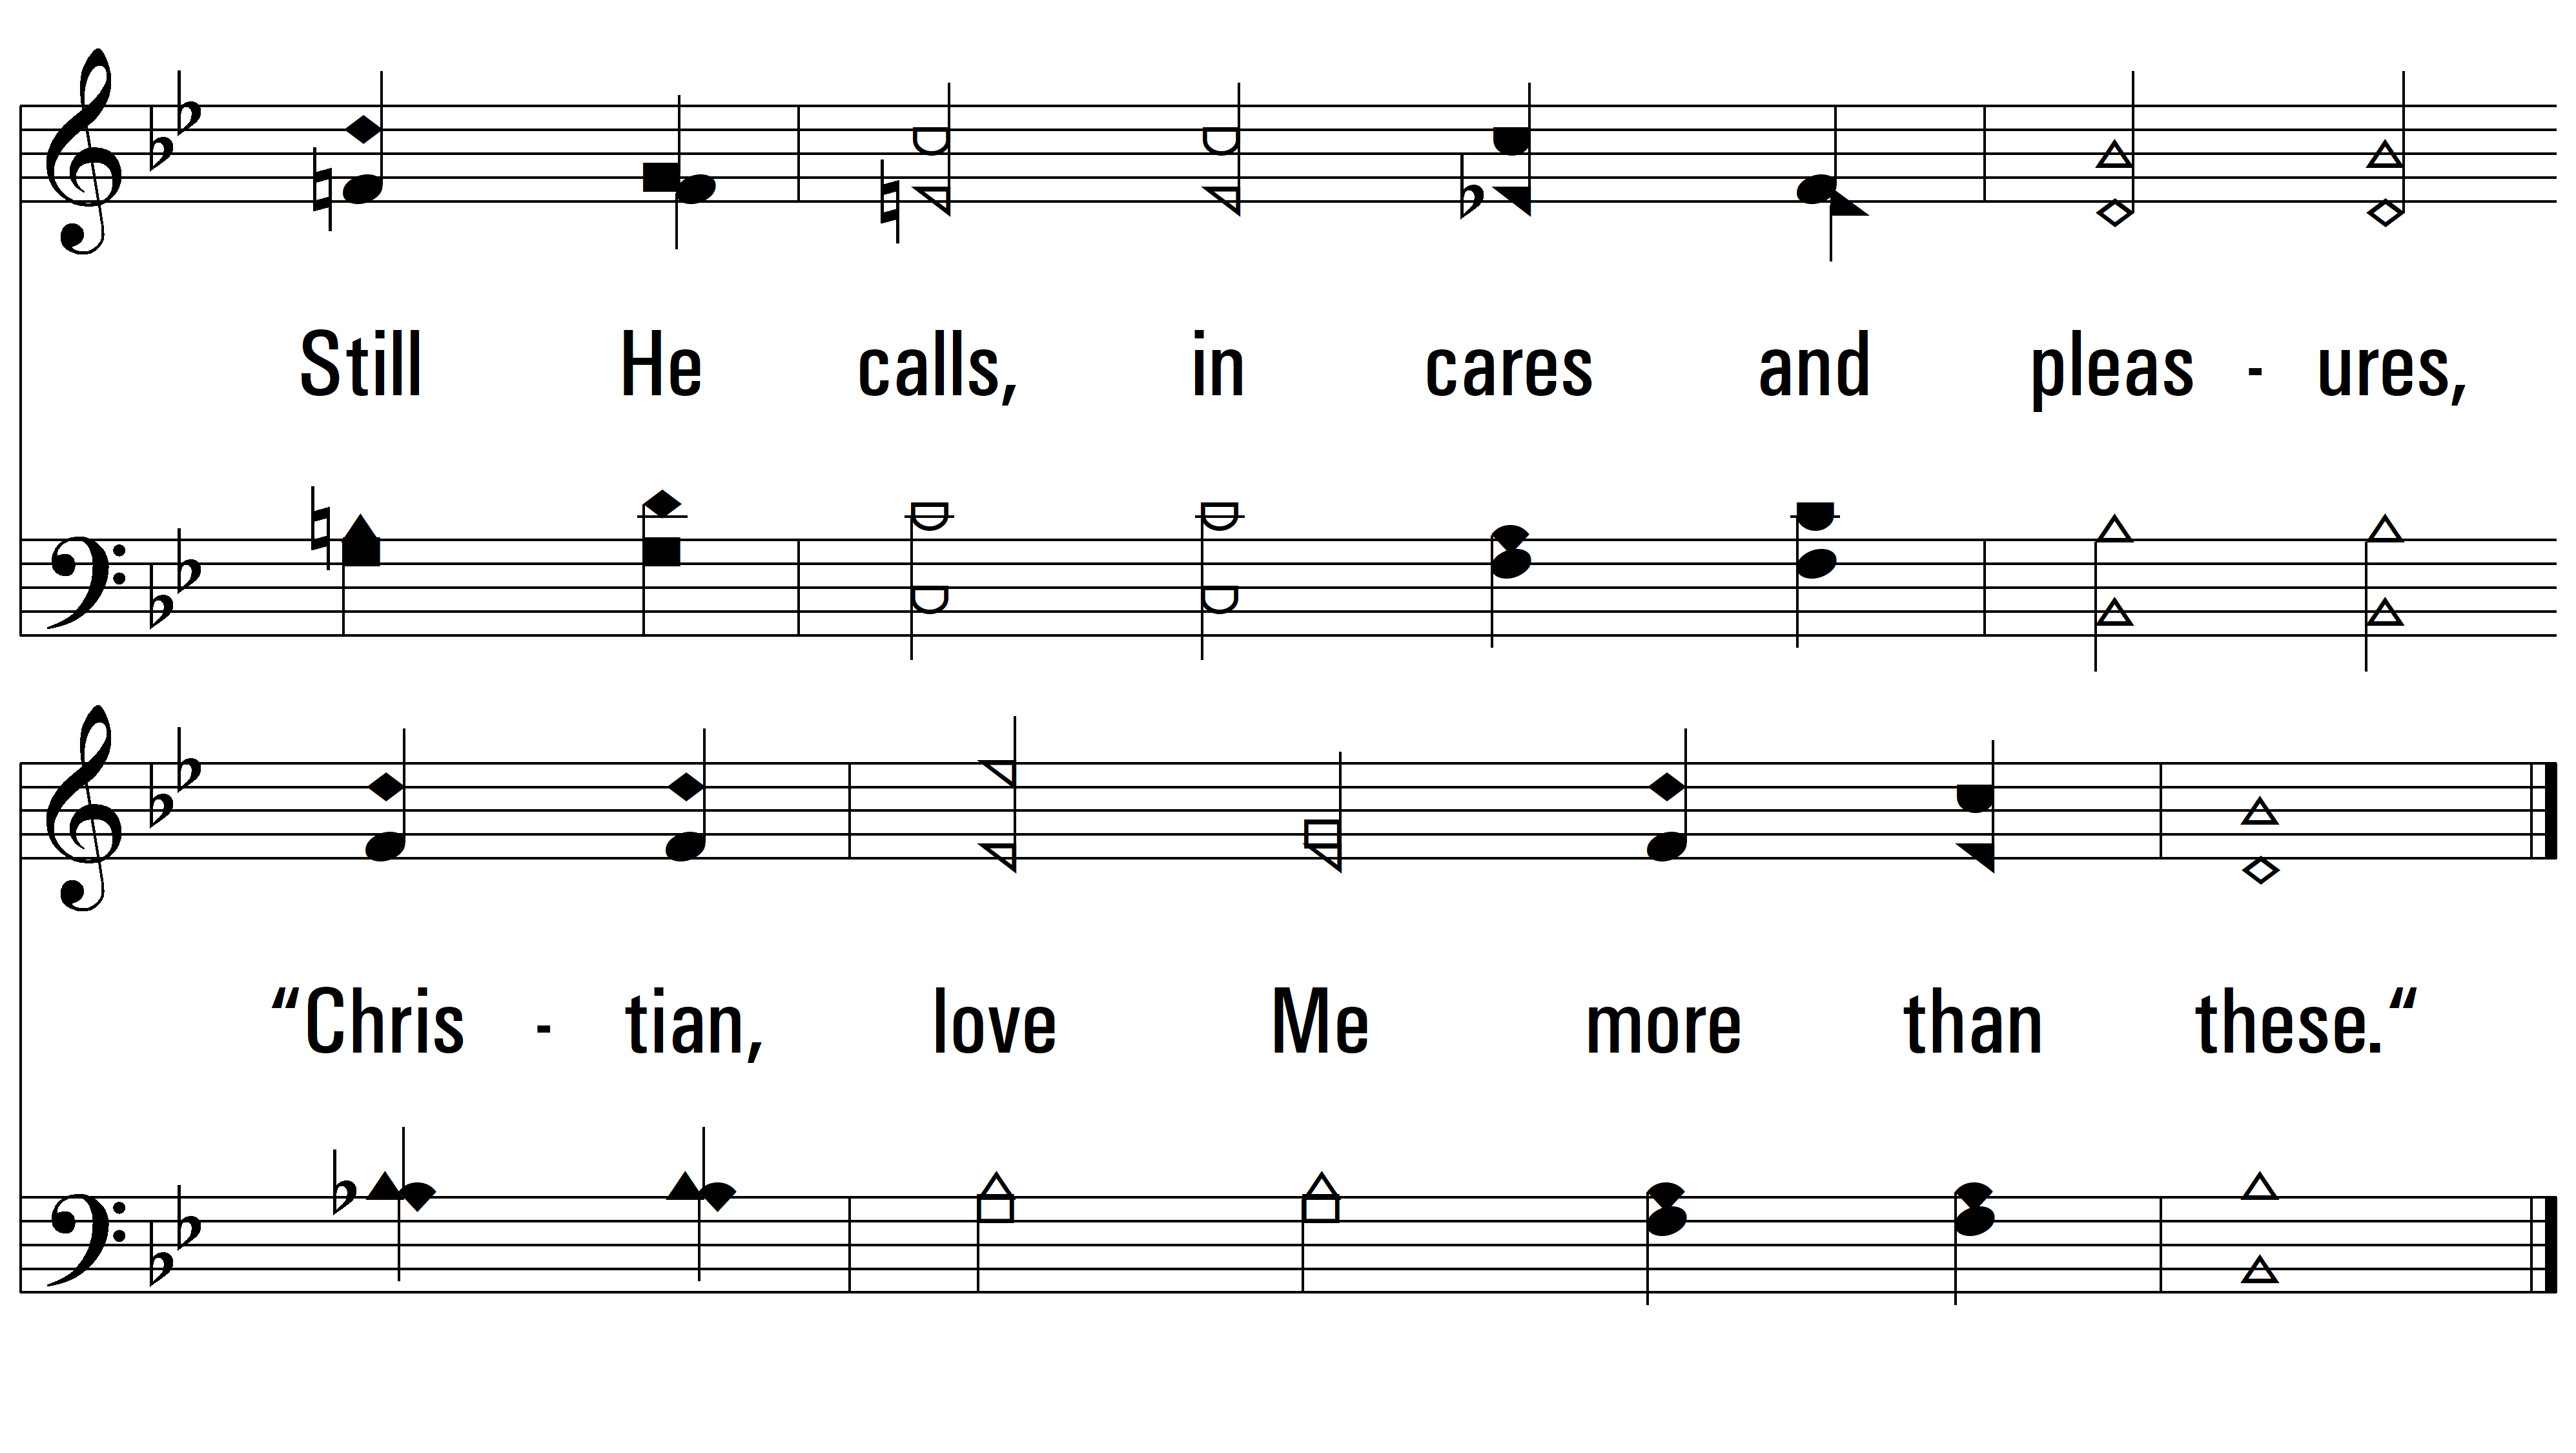 Still He calls, in cares and pleas - ures,
“Chris - tian, love Me more than these.“